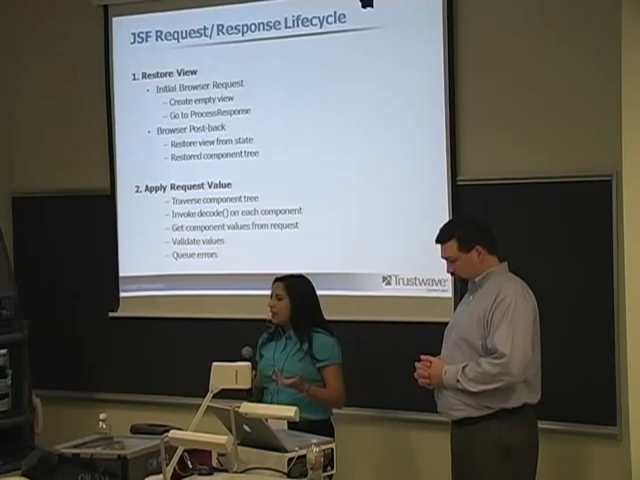 JSF Request/Response Lifecycle
1. Restore View
• Initial Browser Request
– Create empty view
– Go to ProcessResponse
• Browser Post-back
– Restore view from state
– Restored component tree
2. Apply Request Value
– Traverse component tree
– Invoke decode() on each component
– Get component values from request
– Validate values
– Queue errors
Trustwave